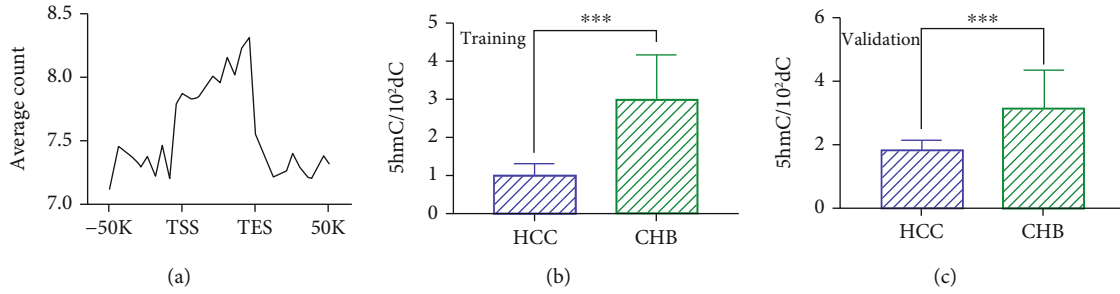 8.5
8.0
7.5
7.0
Average count
−50K TSS TES 50K
(a)
***
Training
5
4
3
2
1
0
5hmC/10²dC
HCC CHB
(b)
***
Validation
6
4
2
0
5hmC/10²dC
HCC CHB
(c)